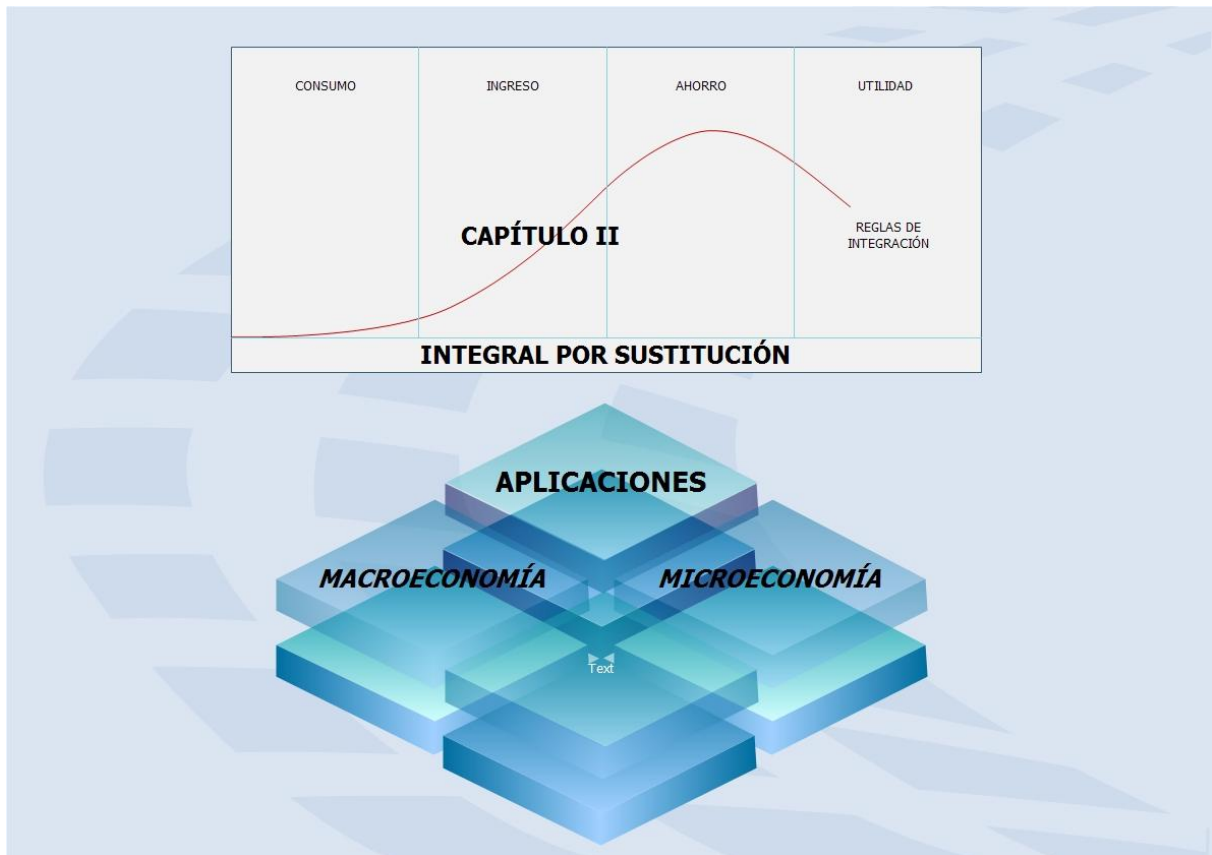 CONSUMO INGRESO AHORRO UTILIDAD
CAPÍTULO II
REGLAS DE
INTEGRACIÓN
INTEGRAL POR SUSTITUCIÓN
APLICACIONES
MACROECONOMÍA MICROECONOMÍA
Text